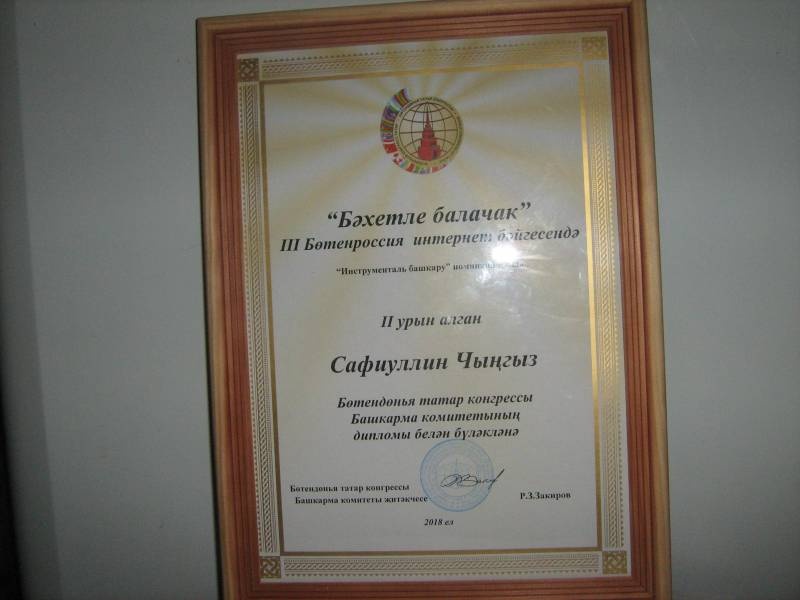 “Бәхетле балачак”
III Бөтенроссия интернет бәйгесендә
“Инструменталь башкару”
II урын алган
Сафиуллин Чыңгыз
Бөтендөнья татар конгрессы
Башкарма комитетының
дипломы белән бүләкләнә
Бөтендөнья татар конгрессы
Башкарма комитеты җитәкчесе
Р.З.Закиров
2018 ел